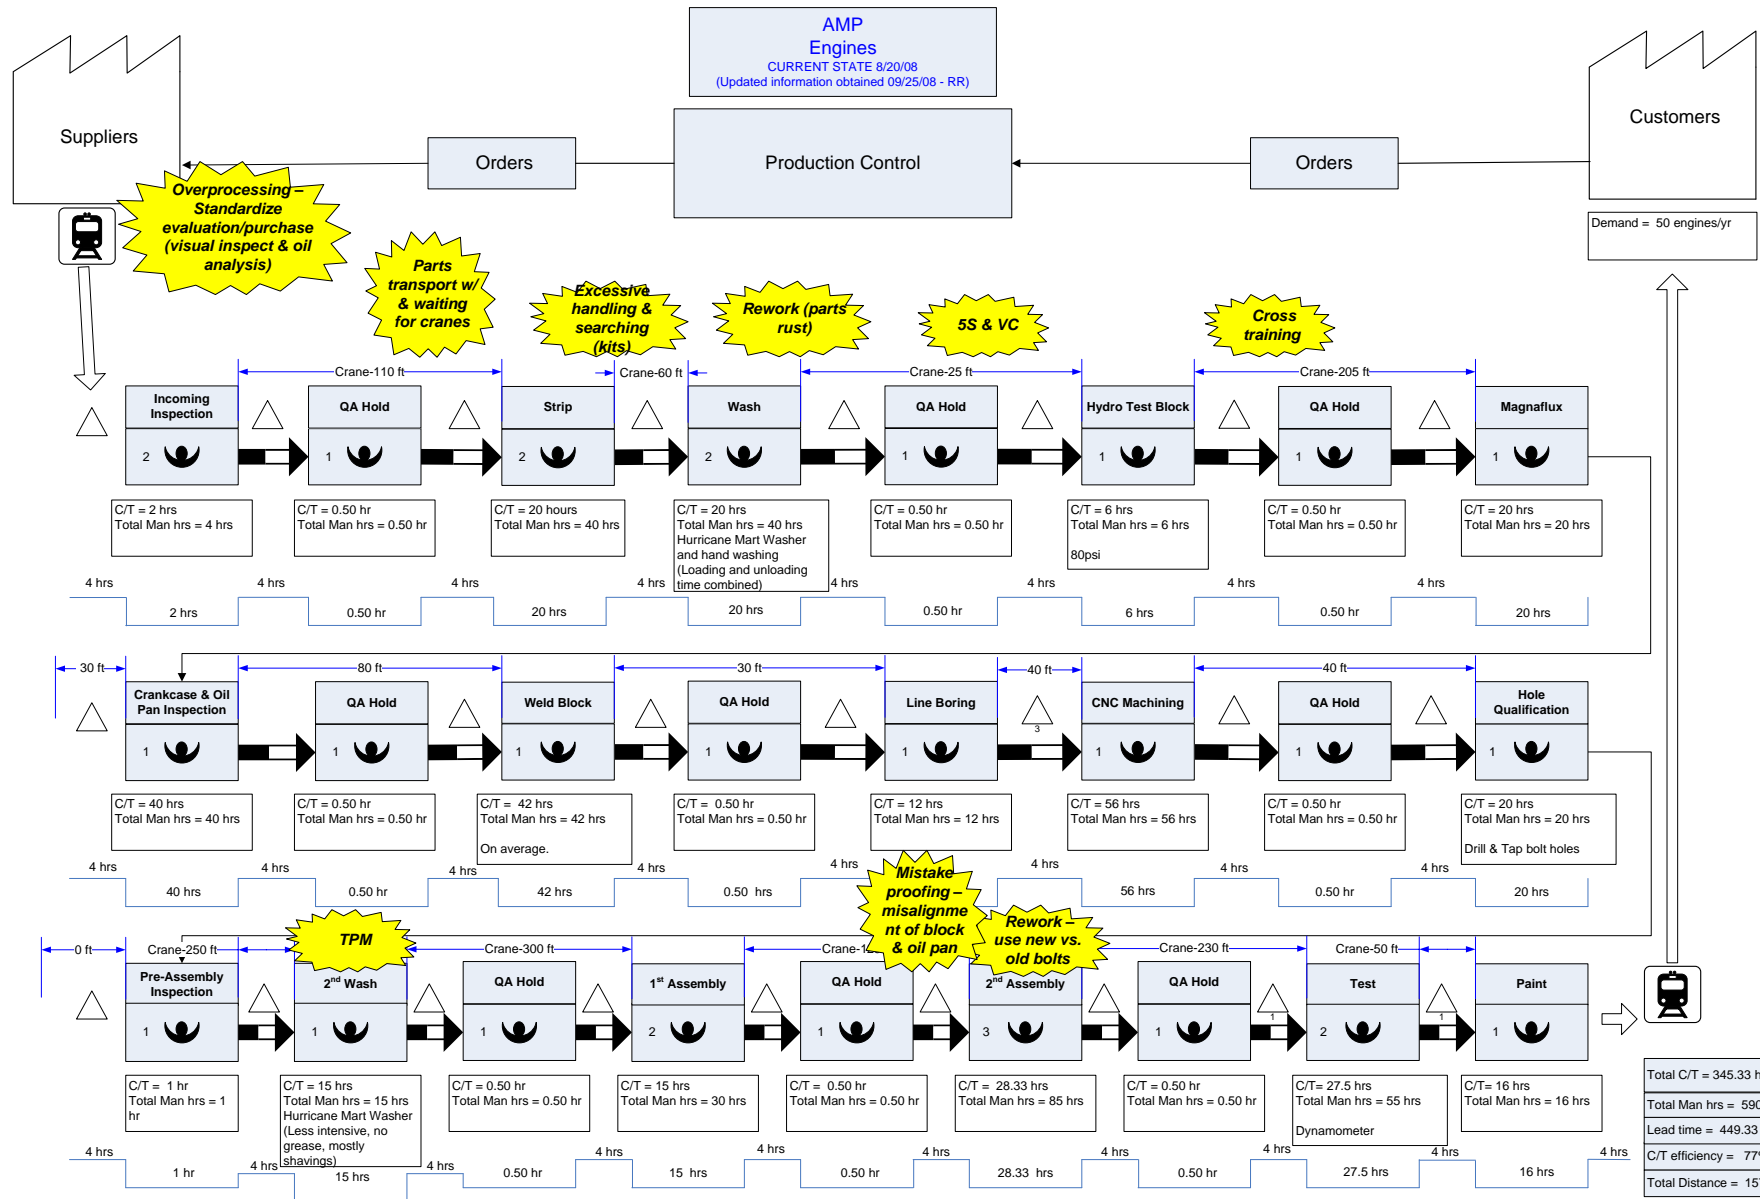 AMP
Engines
CURRENT STATE 8/20/08
(Updated information obtained 09/25/08 - RR)
Suppliers
Orders
Production Control
Orders
Customers
Demand = 50 engines/yr
Overprocessing –
Standardize
evaluation/purchase
(visual inspect & oil
analysis)
Parts
transport w/
& waiting
for cranes
Excessive
handling &
searching
(kits)
Rework (parts
rust)
5S & VC
Cross
training
Crane-110 ft
Crane-60 ft
Crane-25 ft
Crane-205 ft
Incoming
Inspection
2
QA Hold
1
Strip
2
Wash
2
QA Hold
1
Hydro Test Block
1
QA Hold
1
Magnaflux
1
C/T = 2 hrs
Total Man hrs = 4 hrs
C/T = 0.50 hr
Total Man hrs = 0.50 hr
C/T = 20 hours
Total Man hrs = 40 hrs
C/T = 20 hrs
Total Man hrs = 40 hrs
Hurricane Mart Washer
and hand washing
(Loading and unloading
time combined)
C/T = 0.50 hr
Total Man hrs = 0.50 hr
C/T = 6 hrs
Total Man hrs = 6 hrs
80psi
C/T = 0.50 hr
Total Man hrs = 0.50 hr
C/T = 20 hrs
Total Man hrs = 20 hrs
4 hrs
2 hrs
4 hrs
0.50 hr
4 hrs
20 hrs
4 hrs
20 hrs
4 hrs
0.50 hr
4 hrs
6 hrs
4 hrs
0.50 hr
4 hrs
20 hrs
30 ft
80 ft
30 ft
40 ft
40 ft
Crankcase & Oil
Pan Inspection
1
QA Hold
1
Weld Block
1
QA Hold
1
Line Boring
1
3
CNC Machining
1
QA Hold
1
Hole
Qualification
1
C/T = 40 hrs
Total Man hrs = 40 hrs
C/T = 0.50 hr
Total Man hrs = 0.50 hr
C/T = 42 hrs
Total Man hrs = 42 hrs
On average.
C/T = 0.50 hr
Total Man hrs = 0.50 hr
C/T = 12 hrs
Total Man hrs = 12 hrs
C/T = 56 hrs
Total Man hrs = 56 hrs
C/T = 0.50 hr
Total Man hrs = 0.50 hr
C/T = 20 hrs
Total Man hrs = 20 hrs
Drill & Tap bolt holes
4 hrs
40 hrs
4 hrs
0.50 hr
4 hrs
42 hrs
4 hrs
0.50 hrs
4 hrs
4 hrs
56 hrs
4 hrs
0.50 hr
4 hrs
20 hrs
Mistake
proofing –
misalignme
nt of block
& oil pan
Rework –
use new vs.
old bolts
TPM
0 ft
Crane-250 ft
Crane-300 ft
Crane-230 ft
Crane-50 ft
Pre-Assembly
Inspection
1
2nd Wash
1
QA Hold
1
1st Assembly
2
QA Hold
1
2nd Assembly
3
QA Hold
1
1
Test
2
1
Paint
1
C/T = 1 hr
Total Man hrs = 1
hr
C/T = 15 hrs
Total Man hrs = 15 hrs
Hurricane Mart Washer
(Less intensive, no
grease, mostly
shavings)
C/T = 0.50 hr
Total Man hrs = 0.50 hr
C/T = 15 hrs
Total Man hrs = 30 hrs
C/T = 0.50 hr
Total Man hrs = 0.50 hr
C/T = 28.33 hrs
Total Man hrs = 85 hrs
C/T = 0.50 hr
Total Man hrs = 0.50 hr
C/T= 27.5 hrs
Total Man hrs = 55 hrs
Dynamometer
C/T= 16 hrs
Total Man hrs = 16 hrs
4 hrs
1 hr
4 hrs
15 hrs
4 hrs
0.50 hr
4 hrs
15 hrs
4 hrs
0.50 hr
4 hrs
28.33 hrs
4 hrs
0.50 hr
4 hrs
27.5 hrs
4 hrs
16 hrs
4 hrs
Total C/T = 345.33
Total Man hrs = 590
Lead time = 449.33
C/T efficiency = 77
Total Distance =